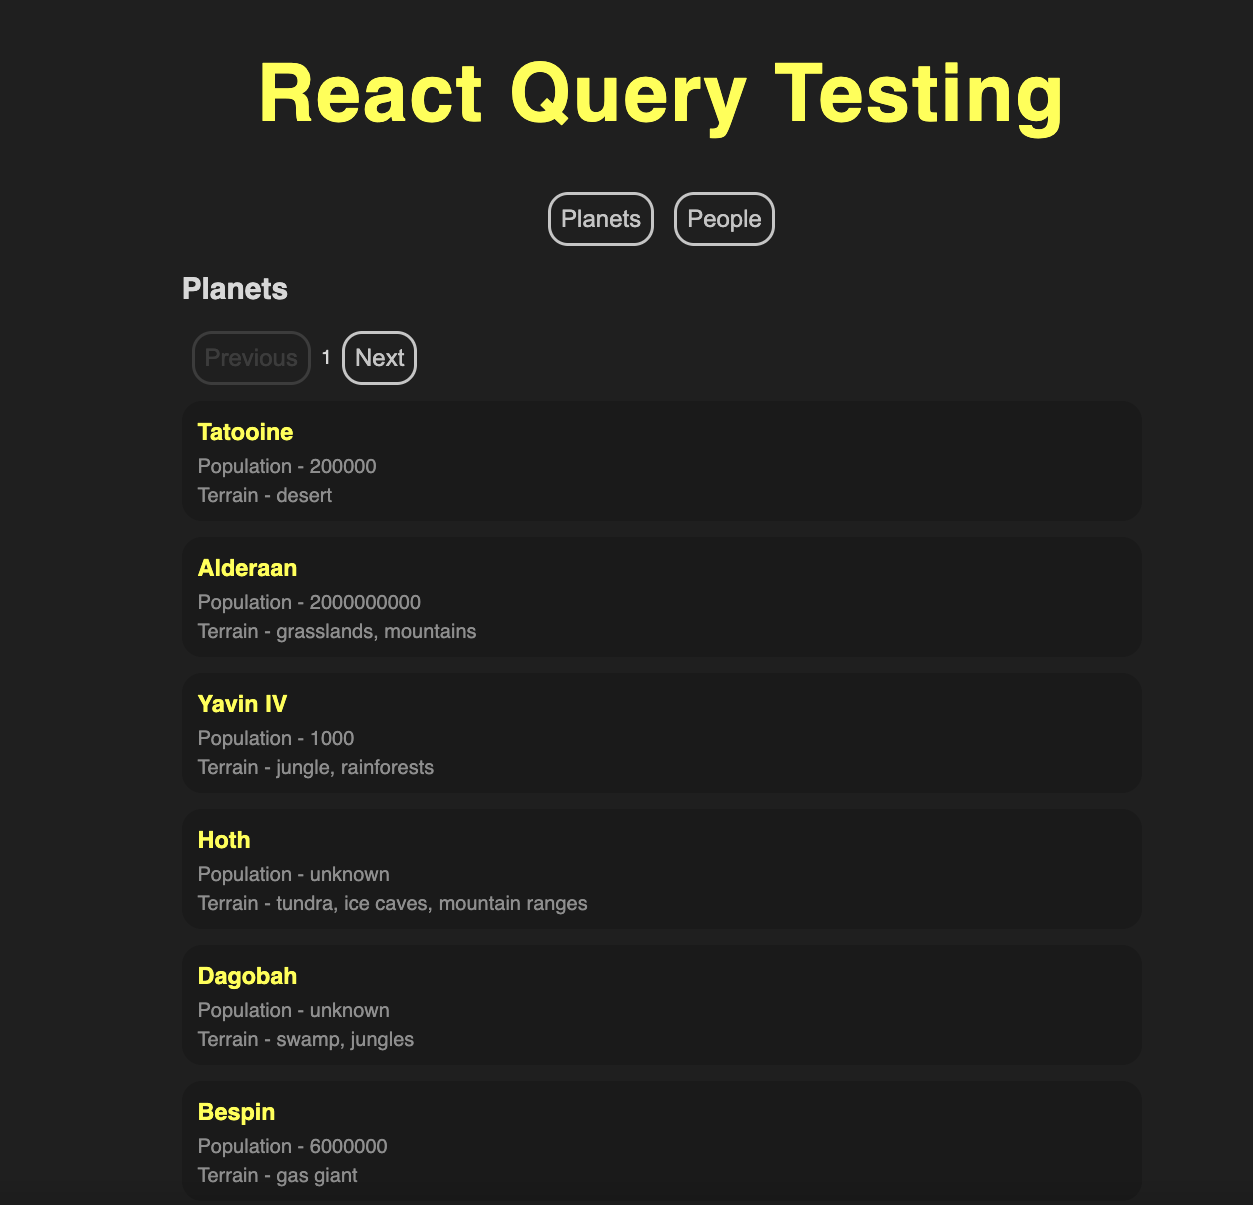 React Query Testing
Planets People
Planets
Previous 1 Next
Tatooine
Population - 200000
Terrain - desert
Alderaan
Population - 2000000000
Terrain - grasslands, mountains
Yavin IV
Population - 1000
Terrain - jungle, rainforests
Hoth
Population - unknown
Terrain - tundra, ice caves, mountain ranges
Dagobah
Population - unknown
Terrain - swamp, jungles
Bespin
Population - 6000000
Terrain - gas giant